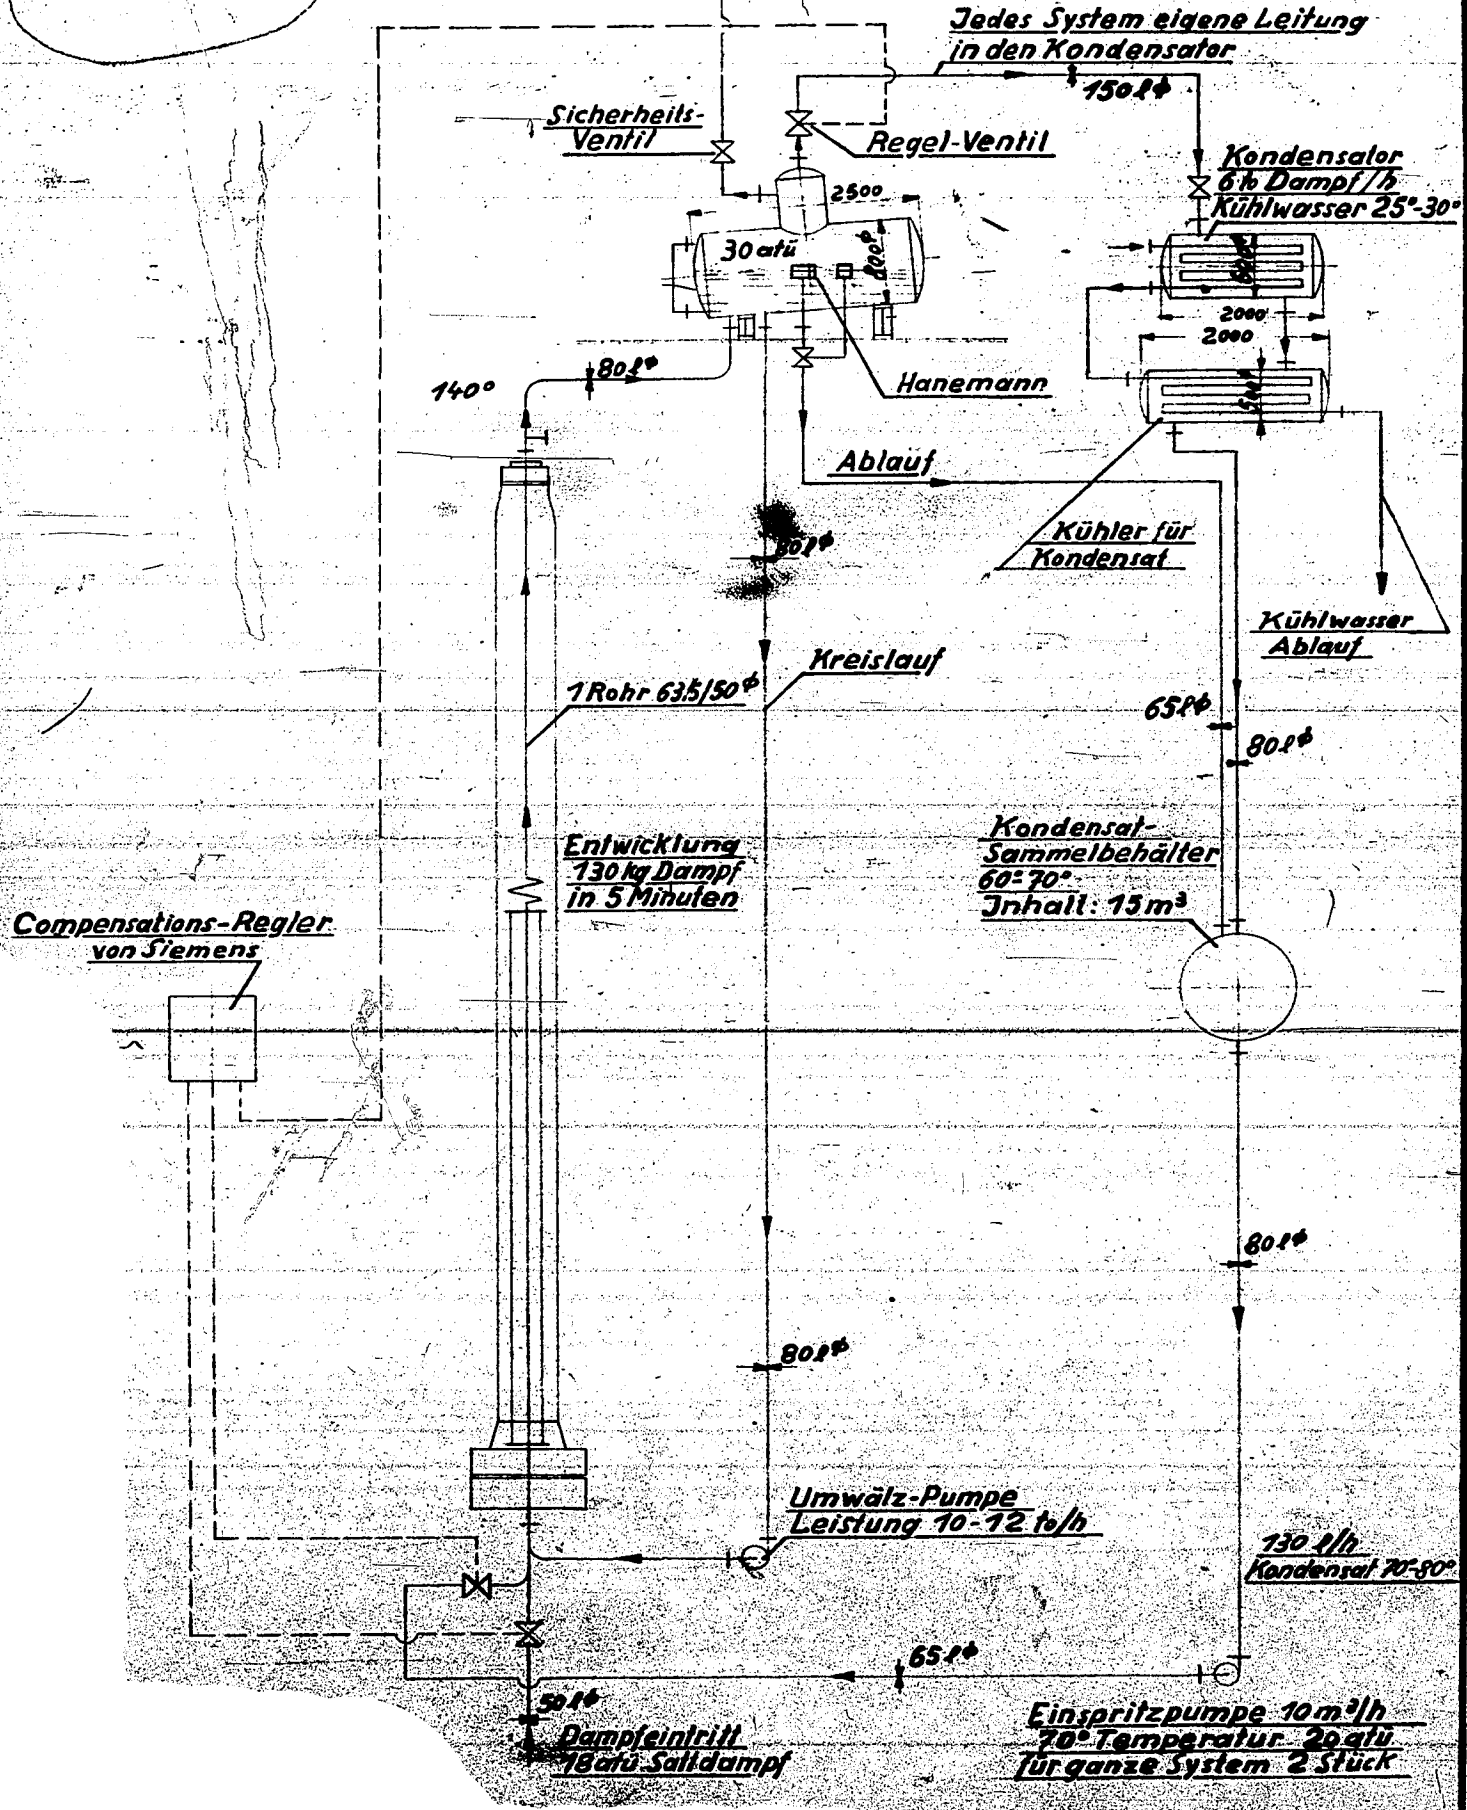 Jedes System eigene Leitung
in den Kondensator
150 l φ
Sicherheits-
Ventil
Regel-Ventil
Kondensator
6 to Dampf/h
Kühlwasser 25°-30°
2500
30 atü
800 φ
600 φ
2000
2000
500 φ
80 l φ
140°
Hanemann
Ablauf
Kühler für
Kondensat
80 l φ
Kühlwasser
Ablauf
Kreislauf
1 Rohr 63.5/50 φ
65 l φ
80 l φ
Entwicklung
130 kg Dampf
in 5 Minuten
Kondensat-
Sammelbehälter
60°-70°
Inhalt: 15 m³
Compensations-Regler
von Siemens
80 l φ
80 l φ
Umwälz-Pumpe
Leistung 10-12 to/h
130 l/h
Kondensat 70°-80°
65 l φ
50 l φ
Dampfeintritt
18 atü Sattdampf
Einspritzpumpe 10 m³/h
70° Temperatur 20 atü
für ganze System 2 Stück